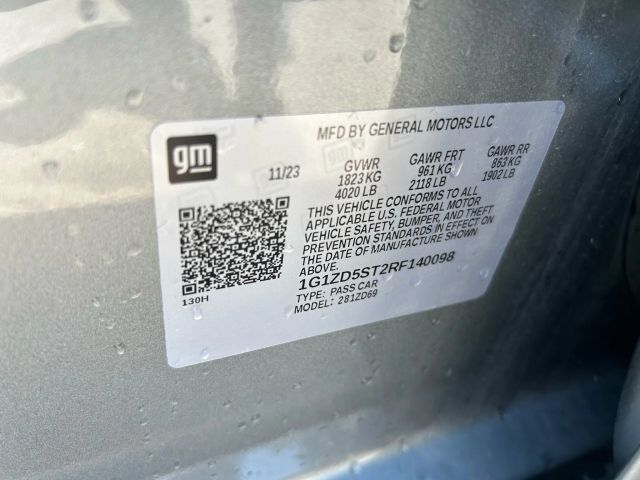 MFD BY GENERAL MOTORS LLC
gm
11/23 GVWR GAWR FRT GAWR RR
1823 KG 961 KG 863 KG
4020 LB 2118 LB 1902 LB
THIS VEHICLE CONFORMS TO ALL
APPLICABLE U.S. FEDERAL MOTOR
VEHICLE SAFETY, BUMPER, AND THEFT
PREVENTION STANDARDS IN EFFECT ON
THE DATE OF MANUFACTURE SHOWN
ABOVE.
1G1ZD5ST2RF140098
TYPE: PASS CAR
MODEL: 281ZD69
130H